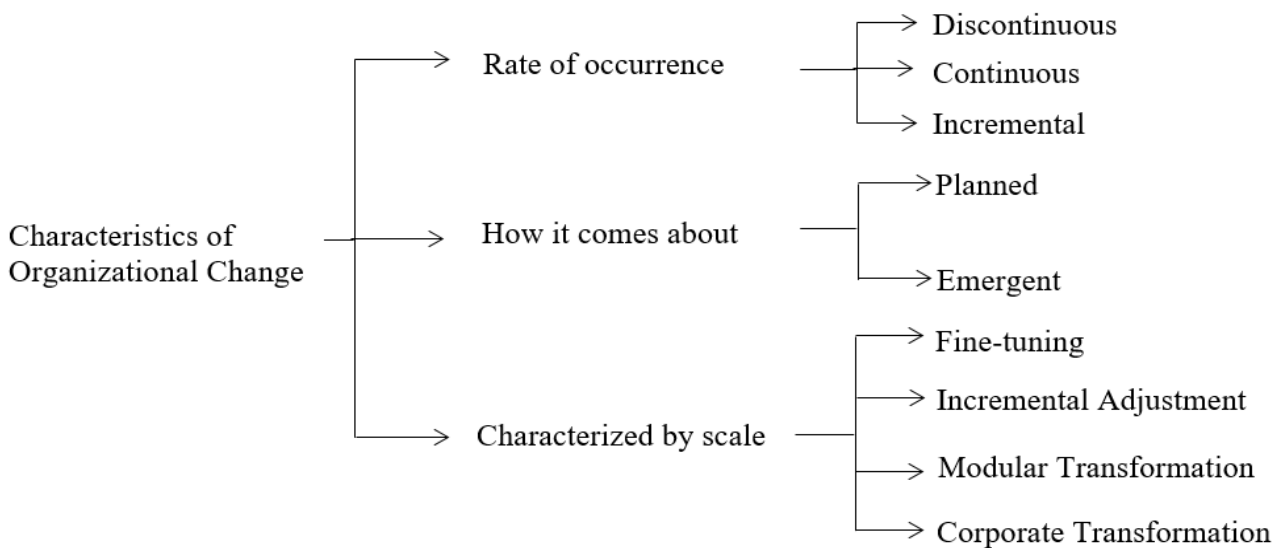 Characteristics of
Organizational Change
Rate of occurrence
Discontinuous
Continuous
Incremental
How it comes about
Planned
Emergent
Characterized by scale
Fine-tuning
Incremental Adjustment
Modular Transformation
Corporate Transformation